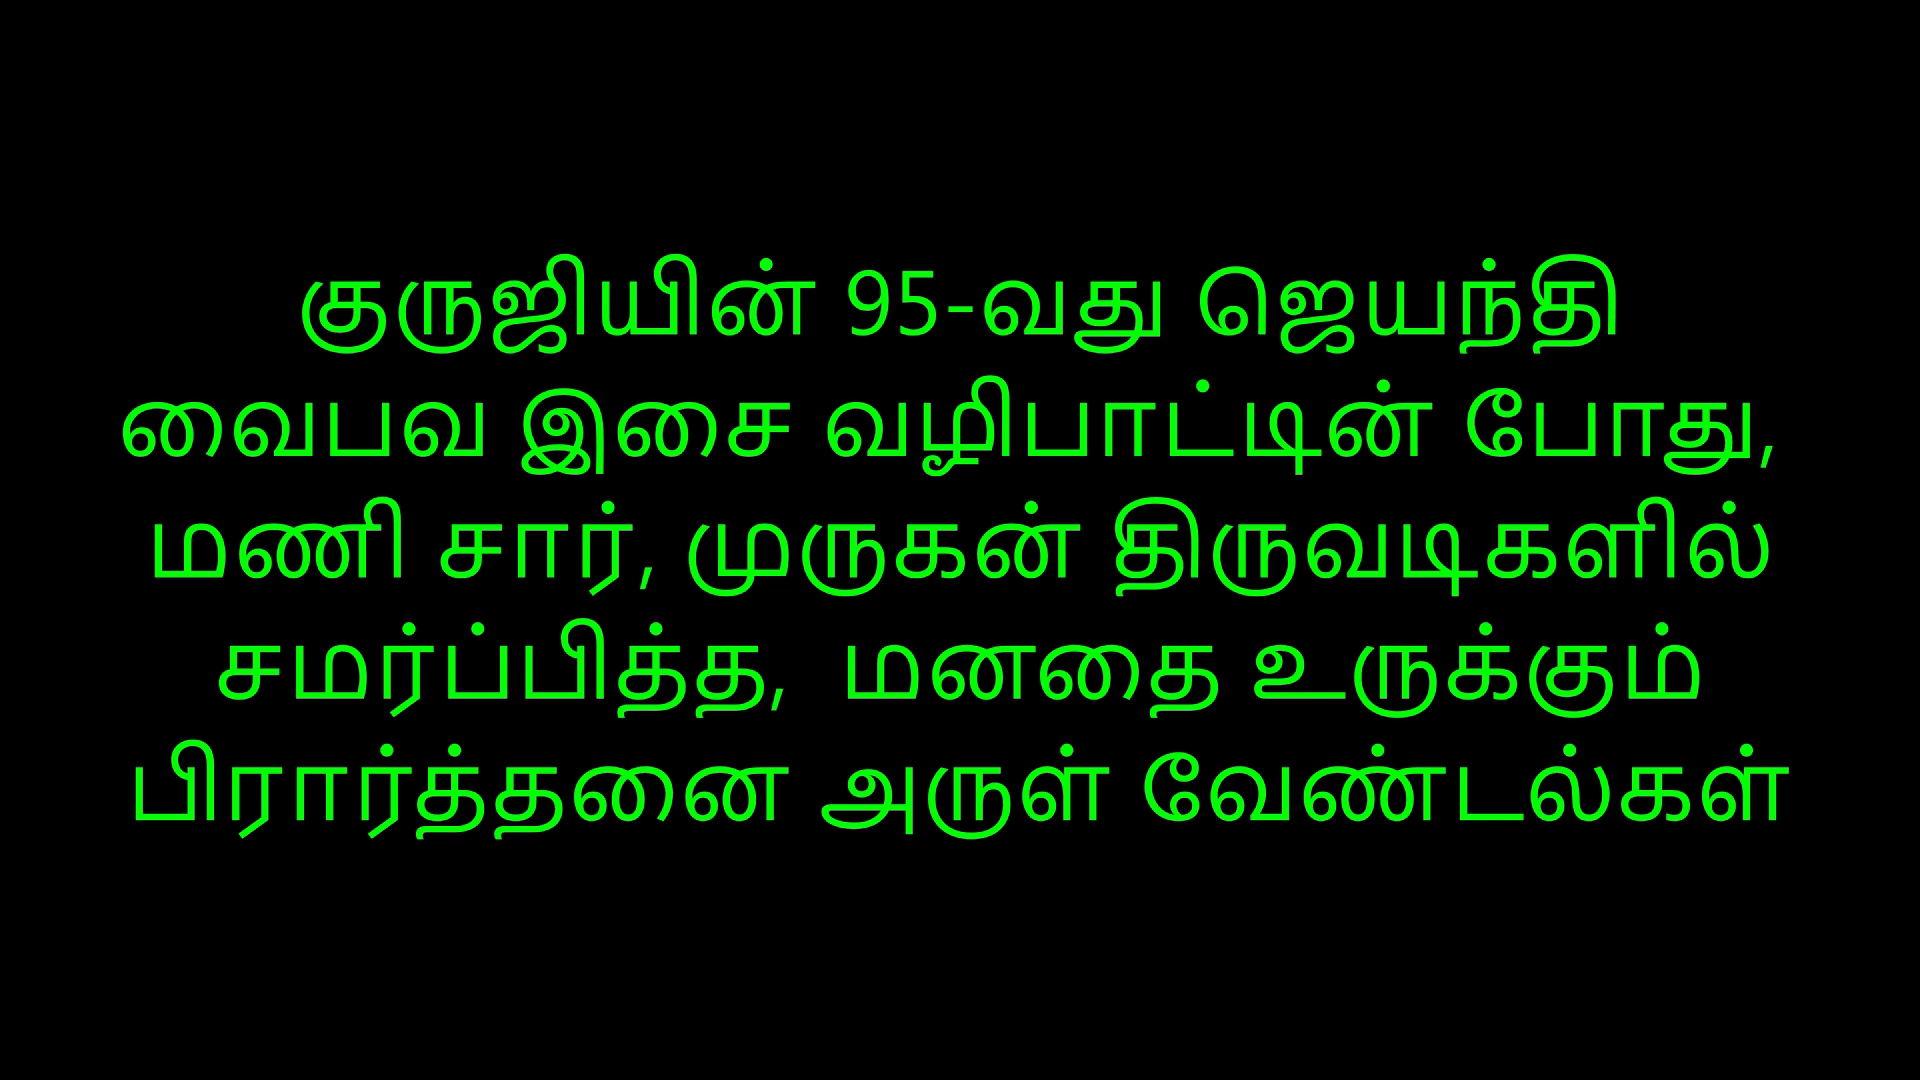 குருஜியின் 95-வது ஜெயந்தி
வைபவ இசை வழிபாட்டின் போது,
மணி சார், முருகன் திருவடிகளில்
சமர்ப்பித்த,  மனதை உருக்கும்
பிரார்த்தனை அருள் வேண்டல்கள்